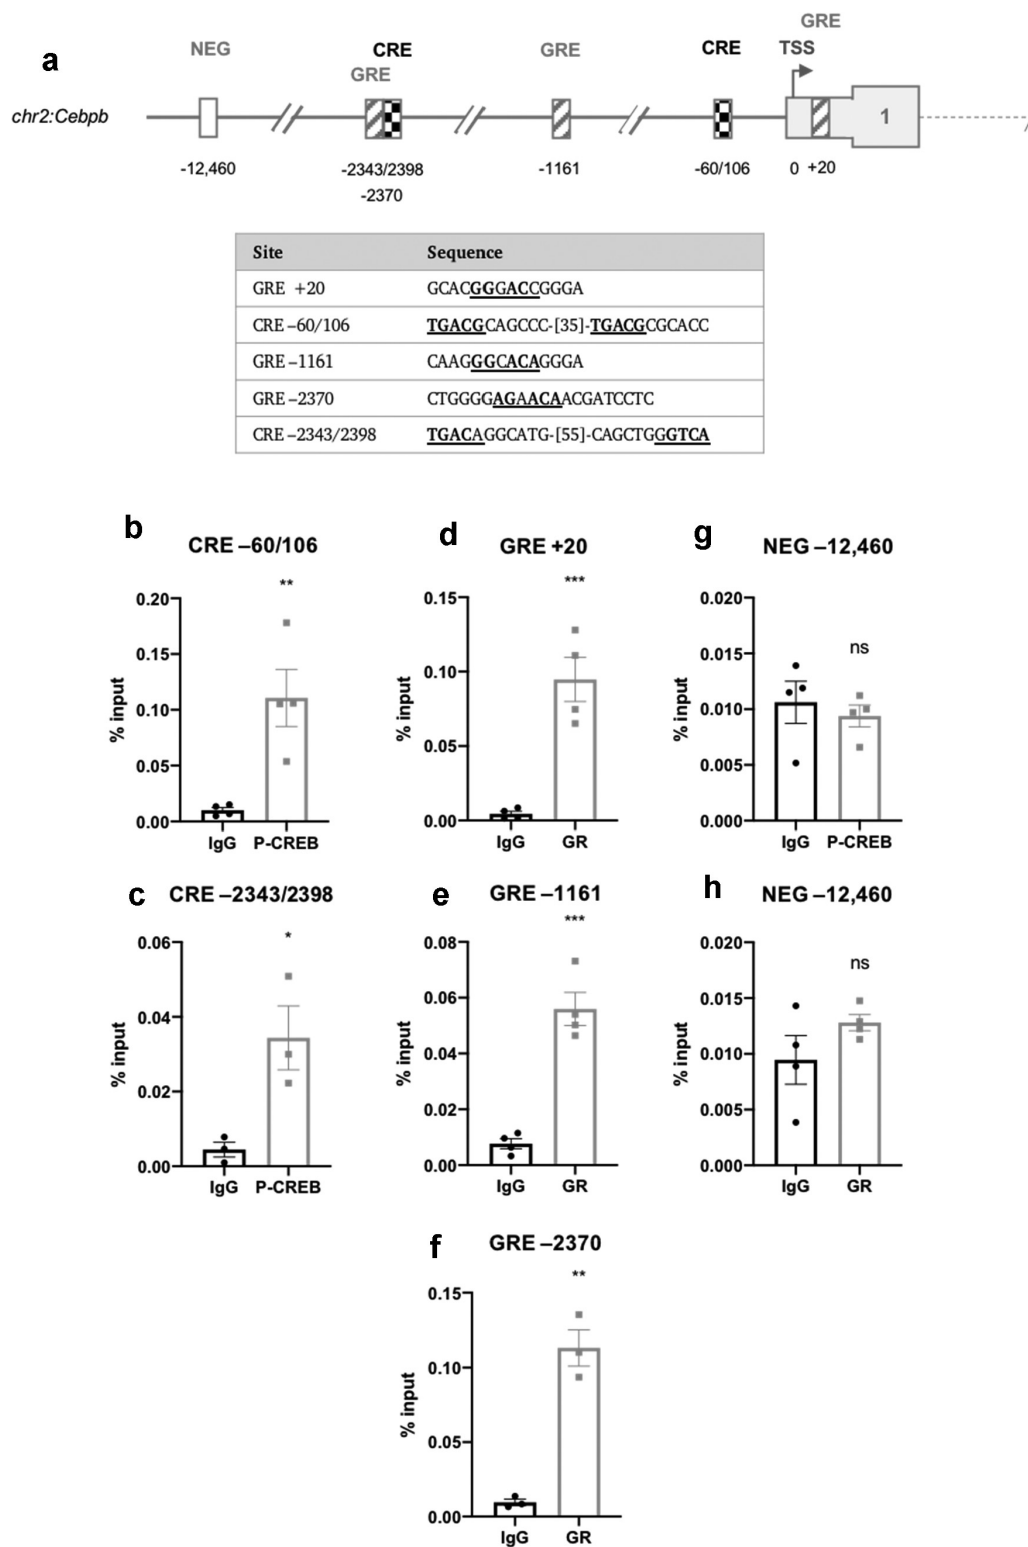 a
GRE
NEG CRE GRE CRE TSS
GRE
chr2:Cebpb
1
-12,460 -2343/2398 -1161 -60/106 0 +20
-2370
Site Sequence
GRE +20 GCACGGGACCGGGA
CRE –60/106 TGACGCAGCCC-[35]-TGACGCGCACC
GRE –1161 CAAGGGCACAGGGA
GRE –2370 CTGGGGAGAACAACGATCCTC
CRE –2343/2398 TGACAGGCATG-[55]-CAGCTGGGTCA
b d g
CRE –60/106 GRE +20 NEG –12,460
** *** ns
% input % input % input
0.20 0.15 0.020
0.15 0.10 0.015
0.10 0.05 0.010
0.05 0.00 0.005
0.00 0.000
IgG P-CREB IgG GR IgG P-CREB
c e h
CRE –2343/2398 GRE –1161 NEG –12,460
* *** ns
% input % input % input
0.06 0.08 0.020
0.04 0.06 0.015
0.02 0.04 0.010
0.00 0.02 0.005
0.00 0.000
IgG P-CREB IgG GR IgG GR
f
GRE –2370
**
% input
0.15
0.10
0.05
0.00
IgG GR